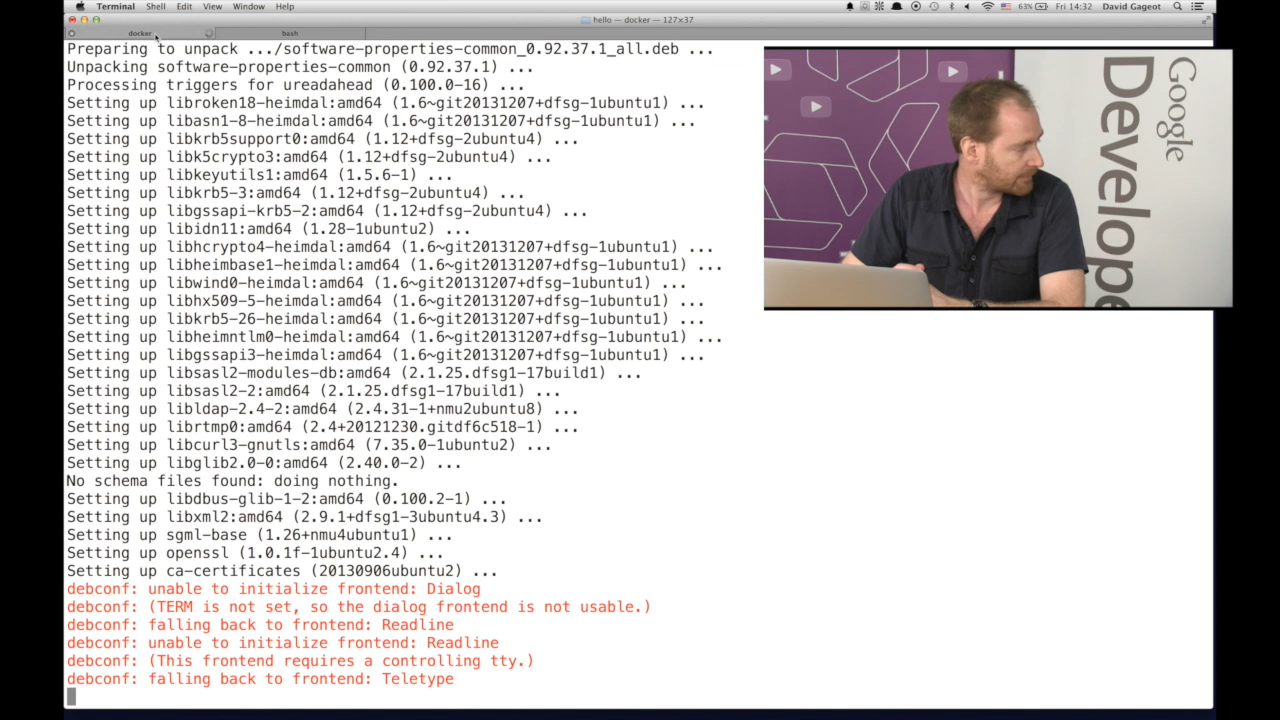 Terminal Shell Edit View Window Help
63% Fri 14:32 David Gageot
hello — docker — 127×37
docker
bash
Preparing to unpack .../software-properties-common_0.92.37.1_all.deb ...
Unpacking software-properties-common (0.92.37.1) ...
Processing triggers for ureadahead (0.100.0-16) ...
Setting up libroken18-heimdal:amd64 (1.6~git20131207+dfsg-1ubuntu1) ...
Setting up libasn1-8-heimdal:amd64 (1.6~git20131207+dfsg-1ubuntu1) ...
Setting up libkrb5support0:amd64 (1.12+dfsg-2ubuntu4) ...
Setting up libk5crypto3:amd64 (1.12+dfsg-2ubuntu4) ...
Setting up libkeyutils1:amd64 (1.5.6-1) ...
Setting up libkrb5-3:amd64 (1.12+dfsg-2ubuntu4) ...
Setting up libgssapi-krb5-2:amd64 (1.12+dfsg-2ubuntu4) ...
Setting up libidn11:amd64 (1.28-1ubuntu2) ...
Setting up libhcrypto4-heimdal:amd64 (1.6~git20131207+dfsg-1ubuntu1) ...
Setting up libheimbase1-heimdal:amd64 (1.6~git20131207+dfsg-1ubuntu1) ...
Setting up libwind0-heimdal:amd64 (1.6~git20131207+dfsg-1ubuntu1) ...
Setting up libhx509-5-heimdal:amd64 (1.6~git20131207+dfsg-1ubuntu1) ...
Setting up libkrb5-26-heimdal:amd64 (1.6~git20131207+dfsg-1ubuntu1) ...
Setting up libheimntlm0-heimdal:amd64 (1.6~git20131207+dfsg-1ubuntu1) ...
Setting up libgssapi3-heimdal:amd64 (1.6~git20131207+dfsg-1ubuntu1) ...
Setting up libsasl2-modules-db:amd64 (2.1.25.dfsg1-17build1) ...
Setting up libsasl2-2:amd64 (2.1.25.dfsg1-17build1) ...
Setting up libldap-2.4-2:amd64 (2.4.31-1+nmu2ubuntu8) ...
Setting up librtmp0:amd64 (2.4+20121230.gitdf6c518-1) ...
Setting up libcurl3-gnutls:amd64 (7.35.0-1ubuntu2) ...
Setting up libglib2.0-0:amd64 (2.40.0-2) ...
No schema files found: doing nothing.
Setting up libdbus-glib-1-2:amd64 (0.100.2-1) ...
Setting up libxml2:amd64 (2.9.1+dfsg1-3ubuntu4.3) ...
Setting up sgml-base (1.26+nmu4ubuntu1) ...
Setting up openssl (1.0.1f-1ubuntu2.4) ...
Setting up ca-certificates (20130906ubuntu2) ...
debconf: unable to initialize frontend: Dialog
debconf: (TERM is not set, so the dialog frontend is not usable.)
debconf: falling back to frontend: Readline
debconf: unable to initialize frontend: Readline
debconf: (This frontend requires a controlling tty.)
debconf: falling back to frontend: Teletype
Google
Develope